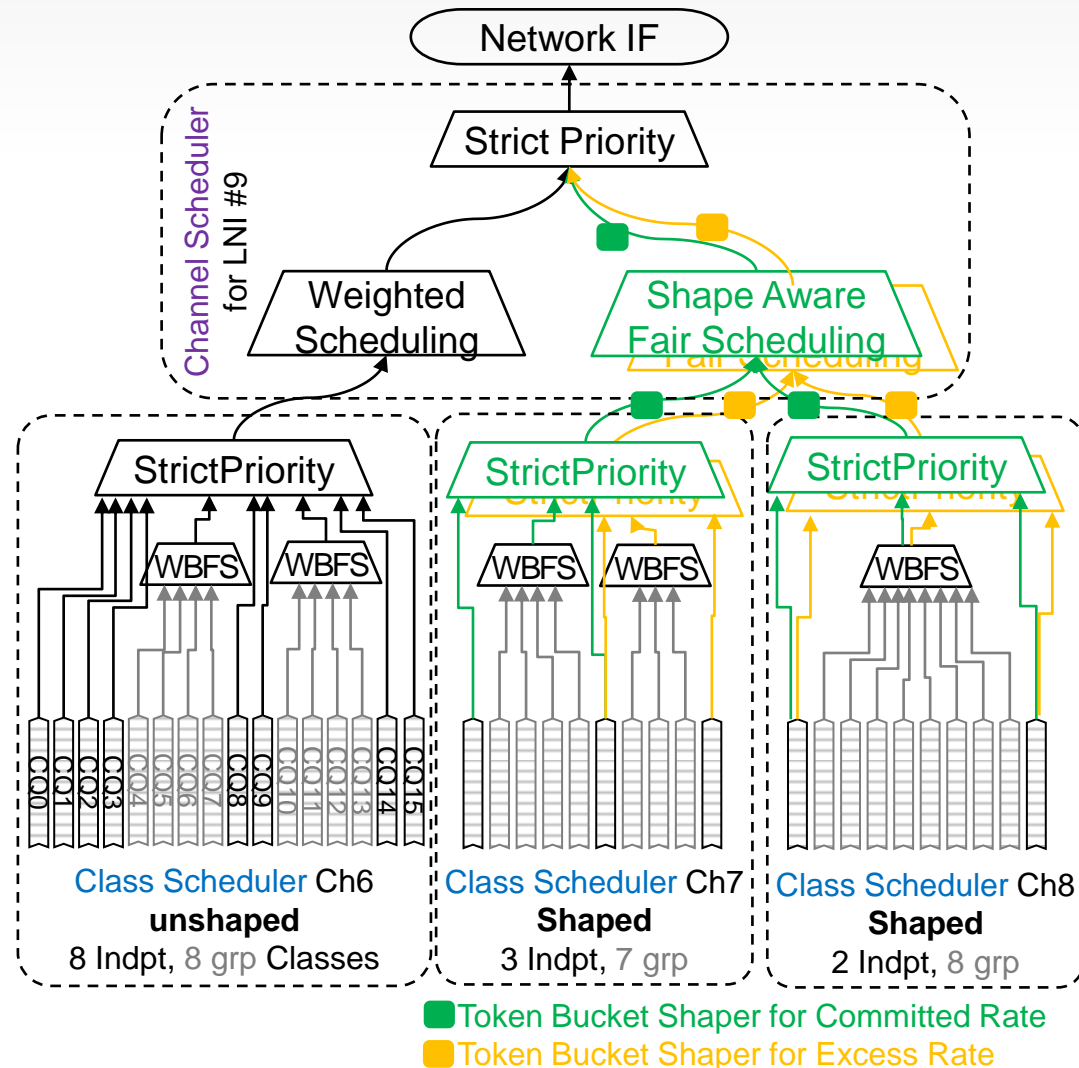 Network IF
Channel Scheduler
for LNI #9
Strict Priority
Weighted
Scheduling
Shape Aware
Fair Scheduling
Fair Scheduling
StrictPriority
StrictPriority
StrictPriority
StrictPriority
StrictPriority
WBFS
WBFS
WBFS
WBFS
WBFS
CQ0
CQ1
CQ2
CQ3
CQ4
CQ5
CQ6
CQ7
CQ8
CQ9
CQ10
CQ11
CQ12
CQ13
CQ14
CQ15
Class Scheduler Ch6
unshaped
8 Indpt, 8 grp Classes
Class Scheduler Ch7
Shaped
3 Indpt, 7 grp
Class Scheduler Ch8
Shaped
2 Indpt, 8 grp
Token Bucket Shaper for Committed Rate
Token Bucket Shaper for Excess Rate